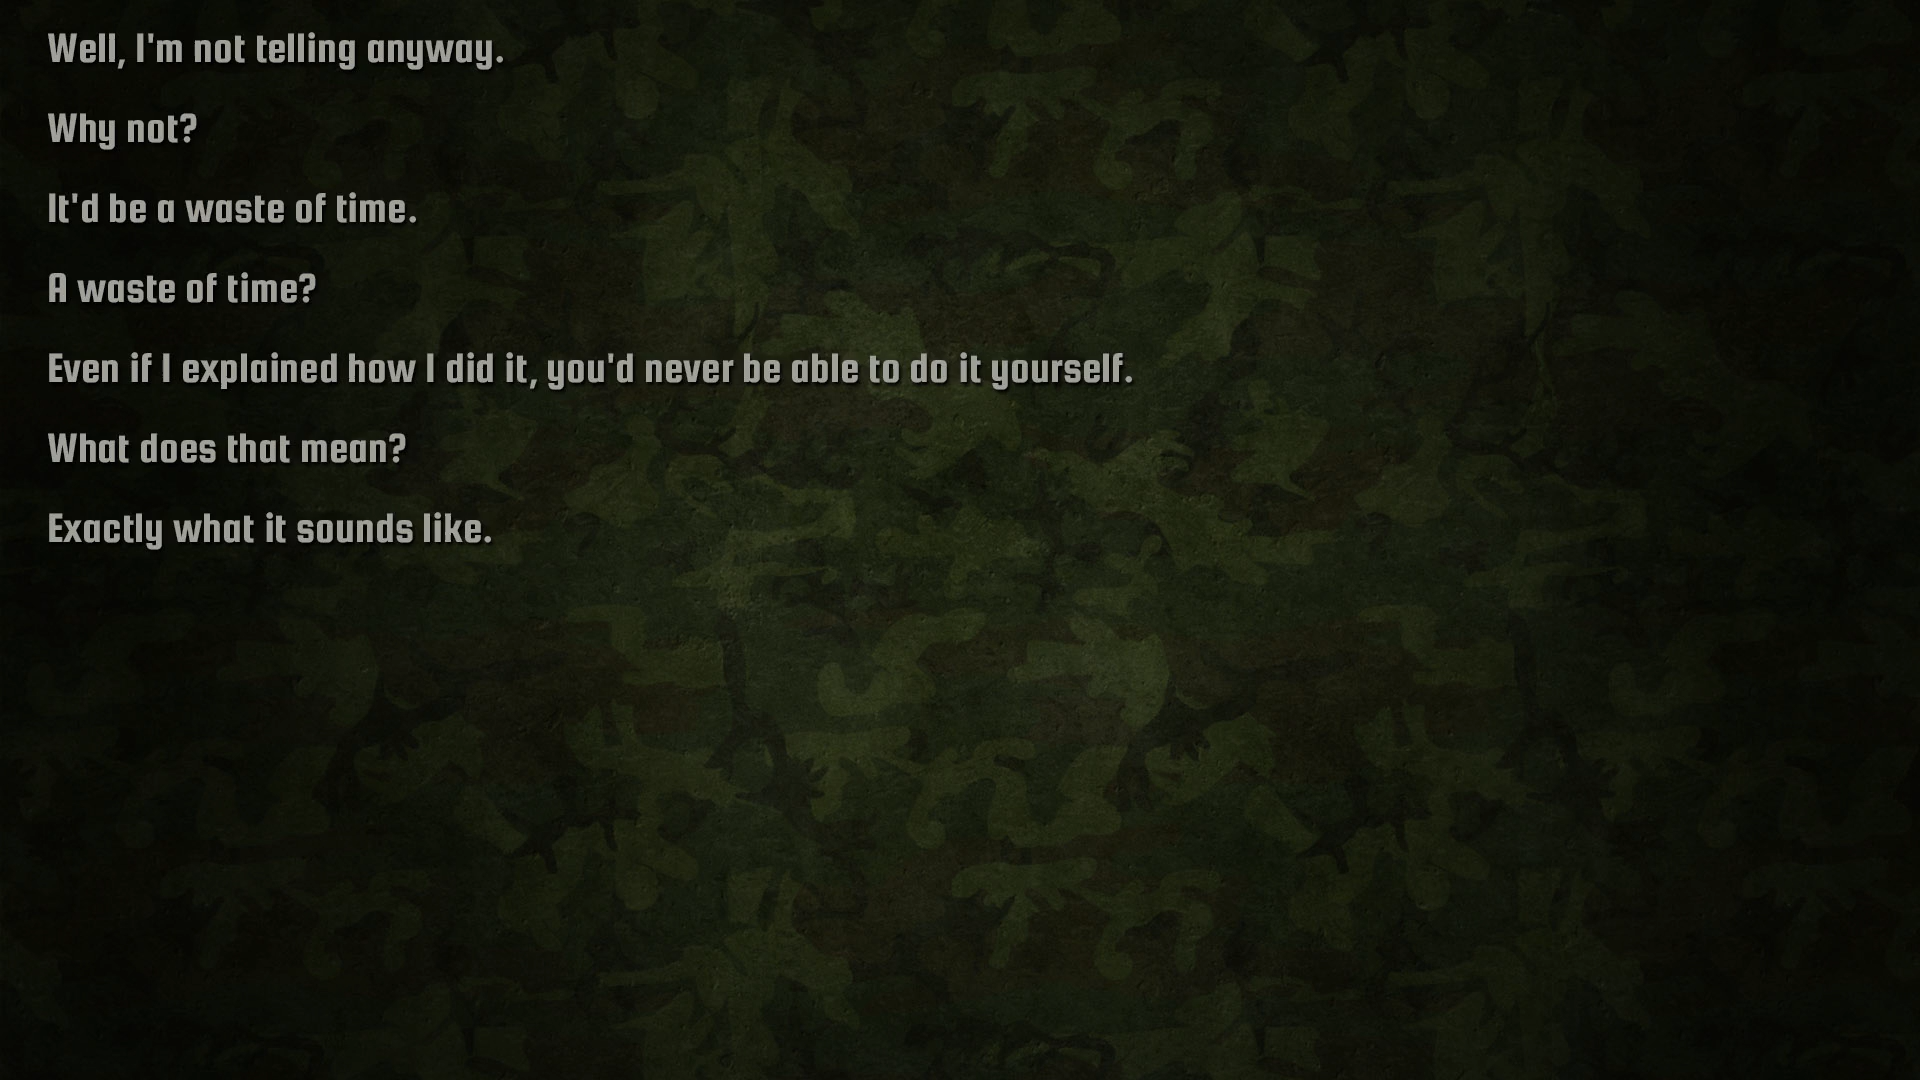 Well, I'm not telling anyway.
Why not?
It'd be a waste of time.
A waste of time?
Even if I explained how I did it, you'd never be able to do it yourself.
What does that mean?
Exactly what it sounds like.